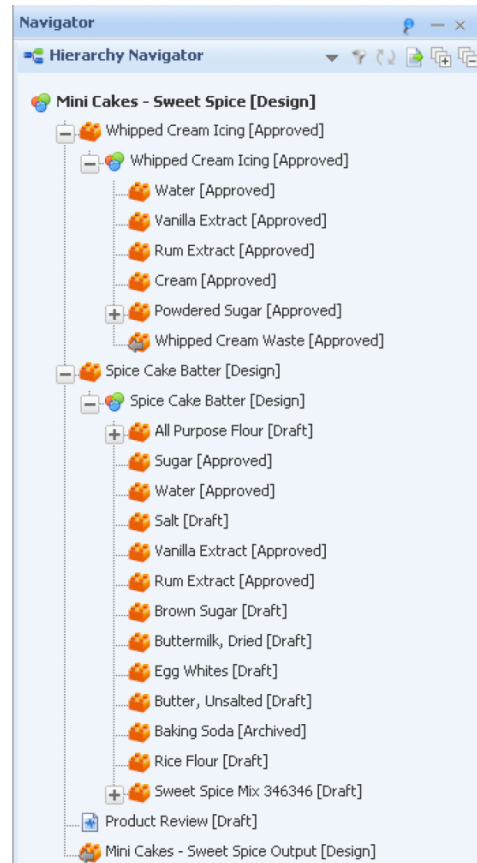 Navigator
Hierarchy Navigator
Mini Cakes - Sweet Spice [Design]
Whipped Cream Icing [Approved]
Whipped Cream Icing [Approved]
Water [Approved]
Vanilla Extract [Approved]
Rum Extract [Approved]
Cream [Approved]
Powdered Sugar [Approved]
Whipped Cream Waste [Approved]
Spice Cake Batter [Design]
Spice Cake Batter [Design]
All Purpose Flour [Draft]
Sugar [Approved]
Water [Approved]
Salt [Draft]
Vanilla Extract [Approved]
Rum Extract [Approved]
Brown Sugar [Draft]
Buttermilk, Dried [Draft]
Egg Whites [Draft]
Butter, Unsalted [Draft]
Baking Soda [Archived]
Rice Flour [Draft]
Sweet Spice Mix 346346 [Draft]
Product Review [Draft]
Mini Cakes - Sweet Spice Output [Design]